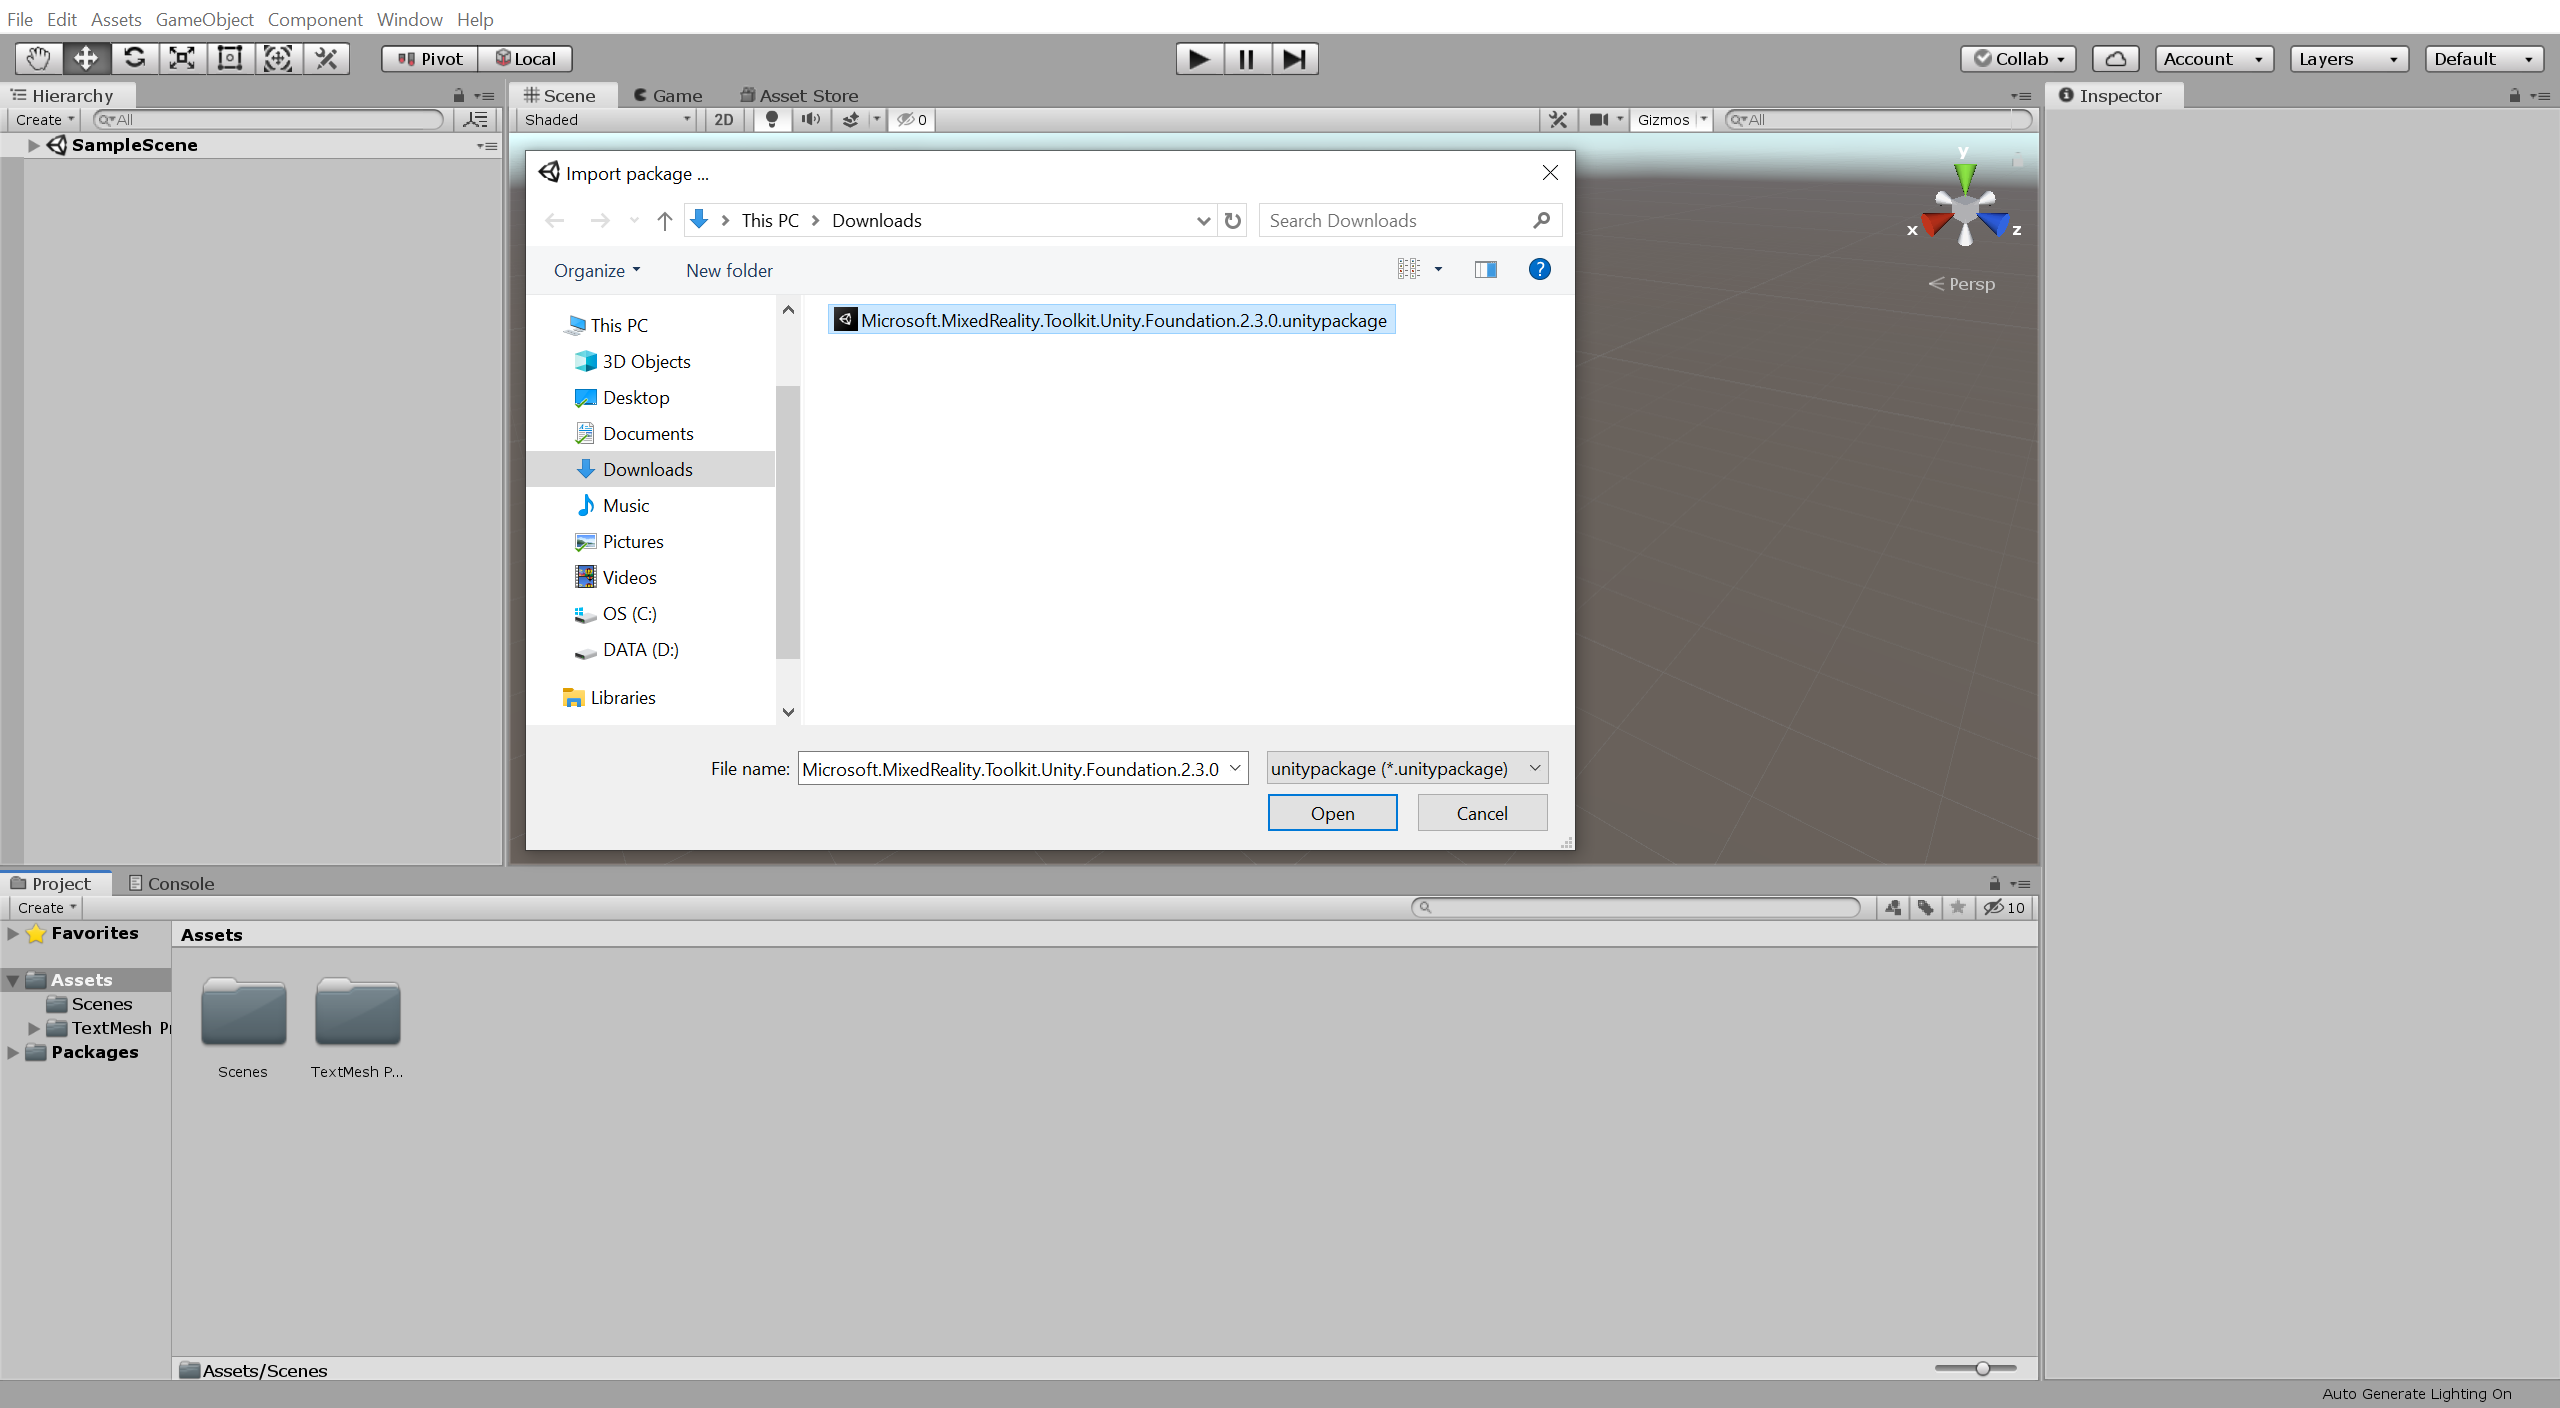 File Edit Assets GameObject Component Window Help
Pivot Local Collab Account Layers Default
Hierarchy Scene Game Asset Store Inspector
Create All Shaded 2D 0 Gizmos All
SampleScene
y
x z
Persp
Import package ...
This PC Downloads Search Downloads
Organize New folder ?
This PC
3D Objects
Desktop
Documents
Downloads
Music
Pictures
Videos
OS (C:)
DATA (D:)
Libraries
Microsoft.MixedReality.Toolkit.Unity.Foundation.2.3.0.unitypackage
File name: Microsoft.MixedReality.Toolkit.Unity.Foundation.2.3.0 unitypackage (*.unitypackage)
Open Cancel
Project Console
Create 10
Favorites
Assets
Scenes
TextMesh Pr
Packages
Assets
Scenes TextMesh P...
Assets/Scenes
Auto Generate Lighting On